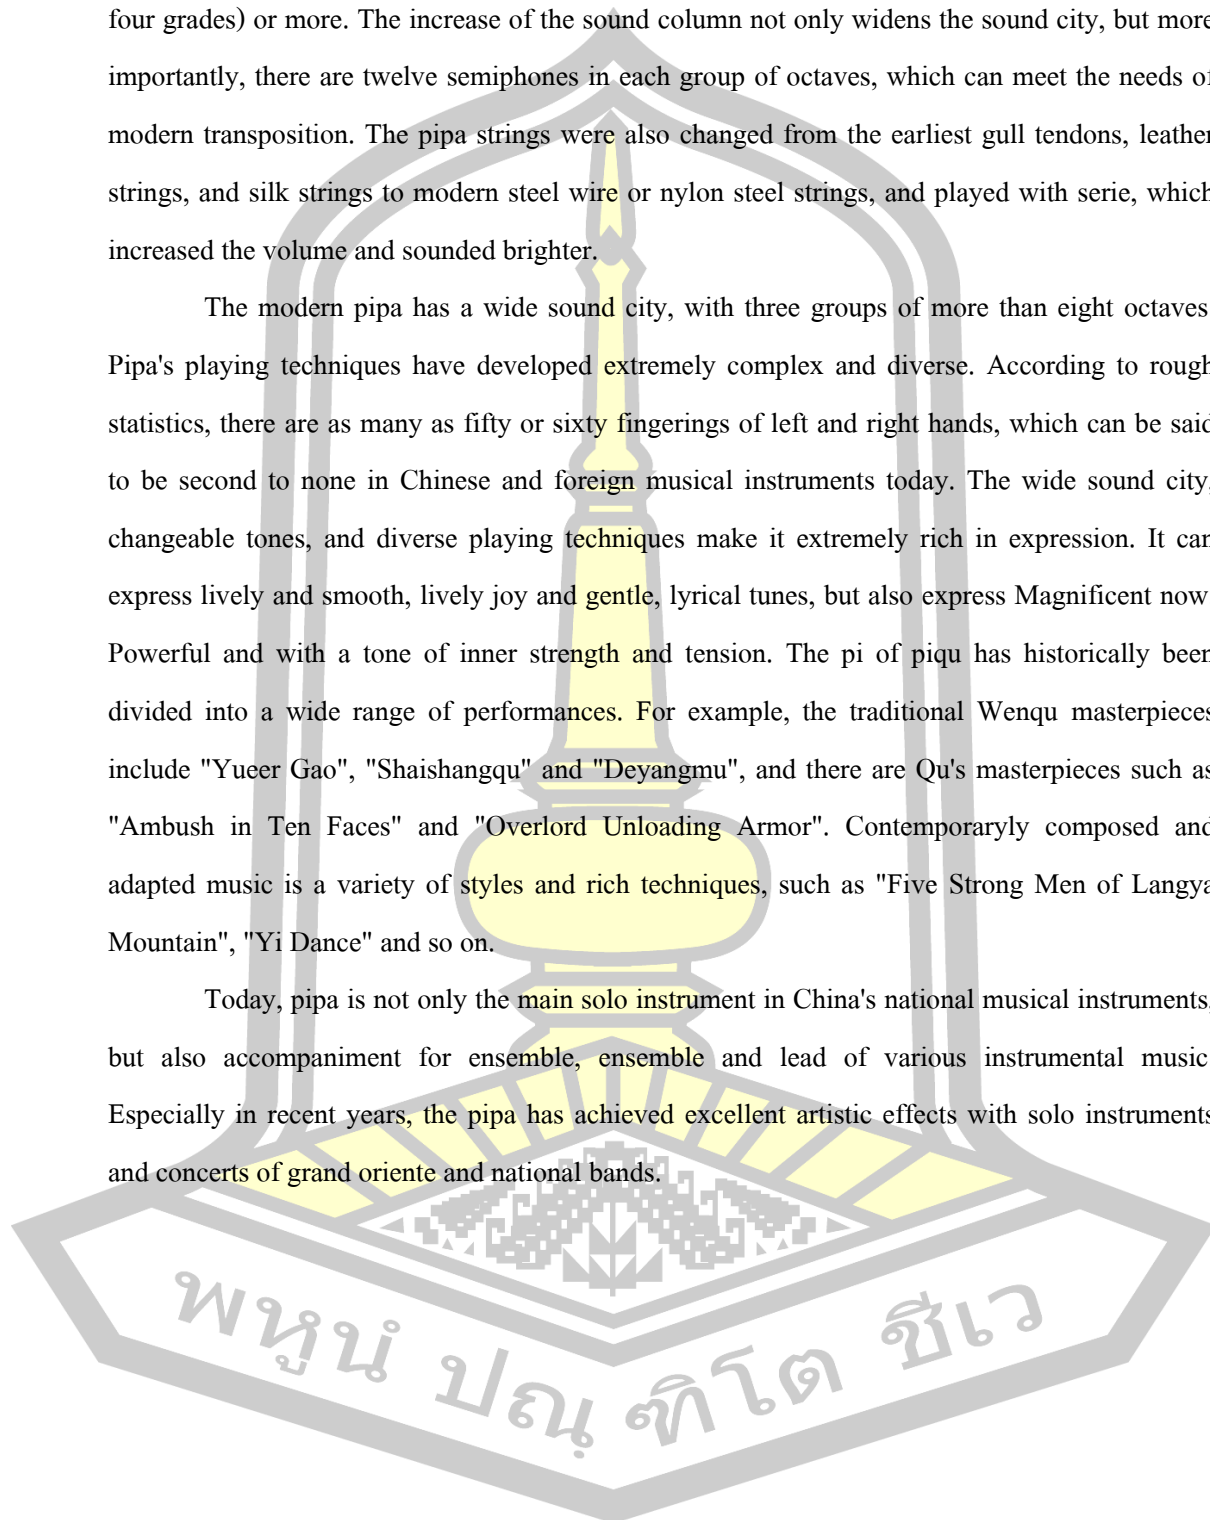 four grades) or more. The increase of the sound column not only widens the sound city, but more
importantly, there are twelve semiphones in each group of octaves, which can meet the needs of
modern transposition. The pipa strings were also changed from the earliest gull tendons, leather
strings, and silk strings to modern steel wire or nylon steel strings, and played with serie, which
increased the volume and sounded brighter.
The modern pipa has a wide sound city, with three groups of more than eight octaves
Pipa's playing techniques have developed extremely complex and diverse. According to rough
statistics, there are as many as fifty or sixty fingerings of left and right hands, which can be said
to be second to none in Chinese and foreign musical instruments today. The wide sound city,
changeable tones, and diverse playing techniques make it extremely rich in expression. It can
express lively and smooth, lively joy and gentle, lyrical tunes, but also express Magnificent now
Powerful and with a tone of inner strength and tension. The pi of piqu has historically been
divided into a wide range of performances. For example, the traditional Wenqu masterpieces
include "Yueer Gao", "Shaishangqu" and "Deyangmu", and there are Qu's masterpieces such as
"Ambush in Ten Faces" and "Overlord Unloading Armor". Contemporaryly composed and
adapted music is a variety of styles and rich techniques, such as "Five Strong Men of Langya
Mountain", "Yi Dance" and so on.
Today, pipa is not only the main solo instrument in China's national musical instruments,
but also accompaniment for ensemble, ensemble and lead of various instrumental music
Especially in recent years, the pipa has achieved excellent artistic effects with solo instruments
and concerts of grand oriente and national bands.
พหูนํ ปณฺฑิโต ชีเว